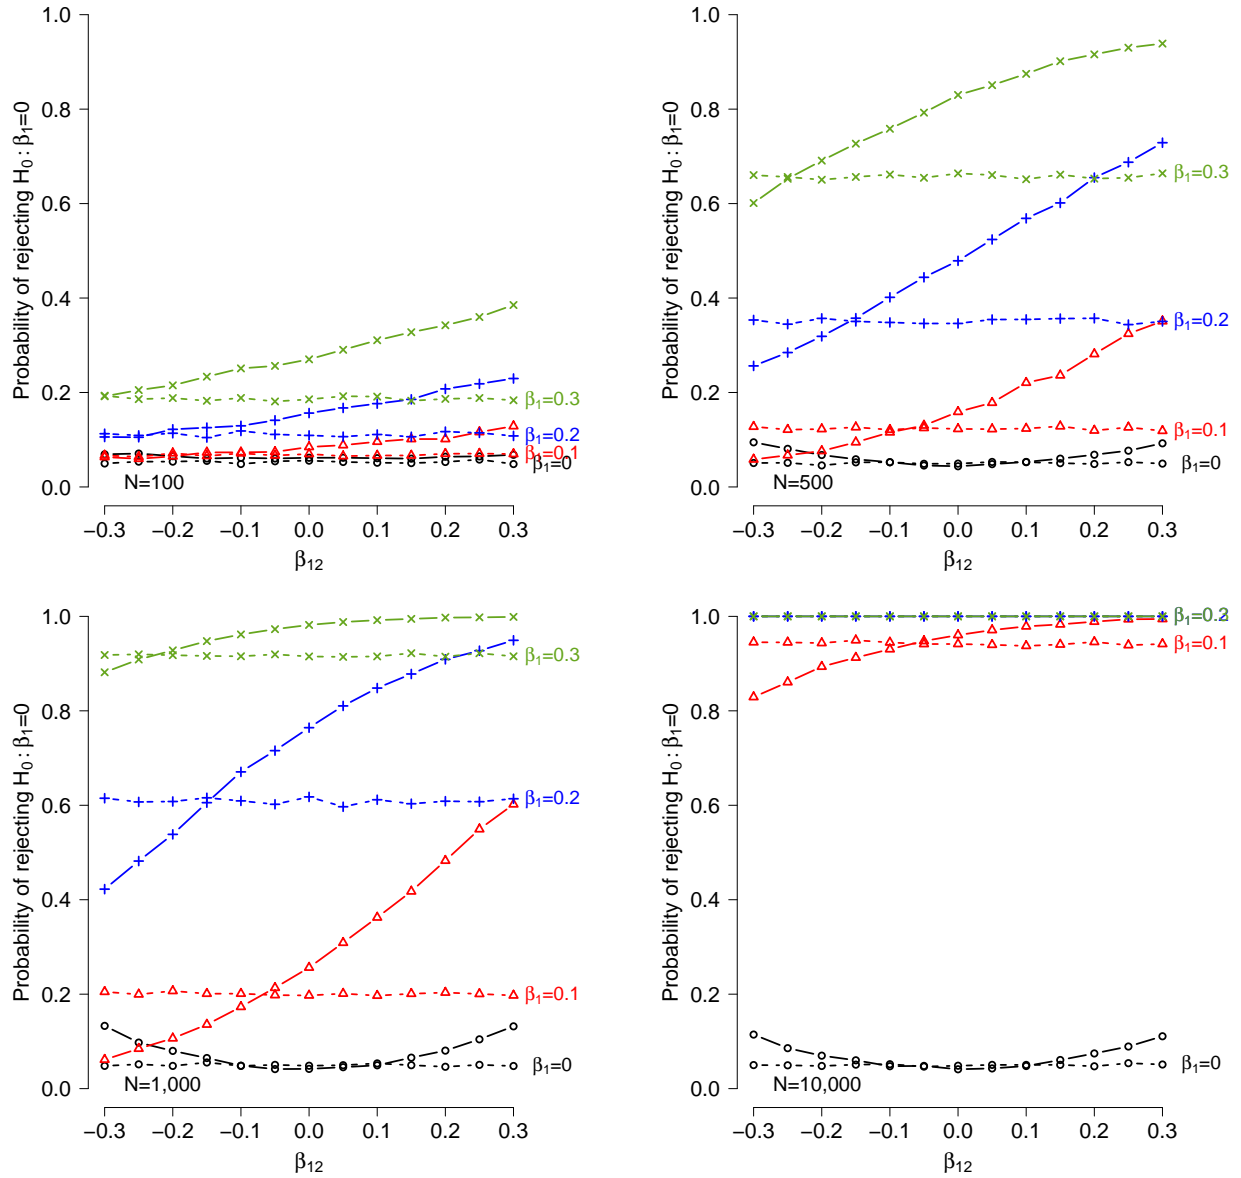 Probability of rejecting H₀ : β₁=0
1.0
0.8
0.6
0.4
0.2
0.0
β₁=0.3
β₁=0.2
β₁=0.1
β₁=0
N=100
−0.3 −0.2 −0.1 0.0 0.1 0.2 0.3
β₁₂
Probability of rejecting H₀ : β₁=0
1.0
0.8
0.6
0.4
0.2
0.0
β₁=0.3
β₁=0.2
β₁=0.1
β₁=0
N=500
−0.3 −0.2 −0.1 0.0 0.1 0.2 0.3
β₁₂
Probability of rejecting H₀ : β₁=0
1.0
0.8
0.6
0.4
0.2
0.0
β₁=0.3
β₁=0.2
β₁=0.1
β₁=0
N=1,000
−0.3 −0.2 −0.1 0.0 0.1 0.2 0.3
β₁₂
Probability of rejecting H₀ : β₁=0
1.0
0.8
0.6
0.4
0.2
0.0
β₁=0.1
β₁=0
N=10,000
−0.3 −0.2 −0.1 0.0 0.1 0.2 0.3
β₁₂